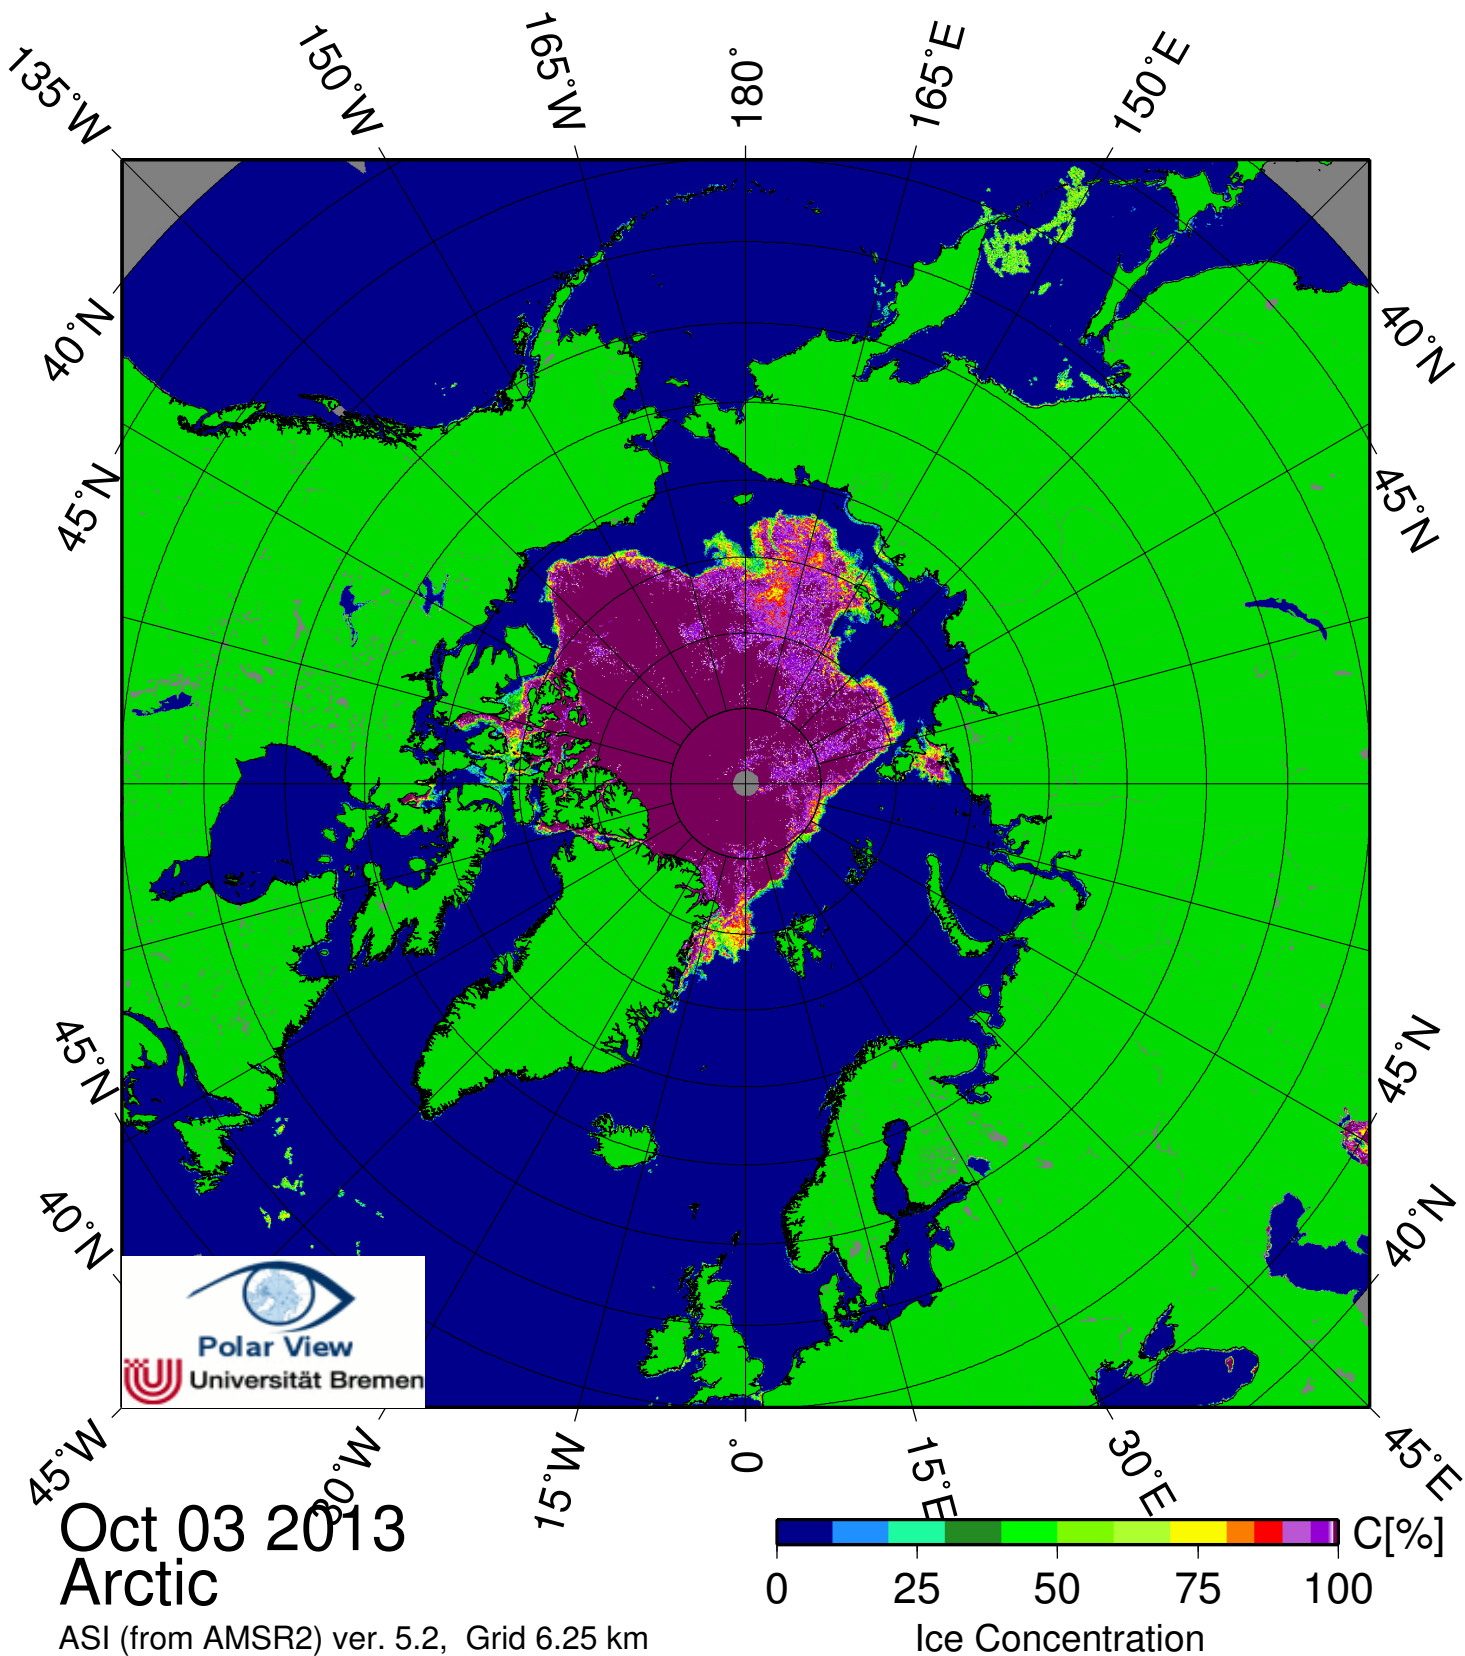 135°W
150°W
165°W
180°
165°E
150°E
40°N
40°N
45°N
45°N
45°N
45°N
40°N
40°N
Polar View
Universität Bremen
45°W
30°W
15°W
0°
15°E
30°E
45°E
Oct 03 2013
Arctic
ASI (from AMSR2) ver. 5.2, Grid 6.25 km
C[%]
0 25 50 75 100
Ice Concentration